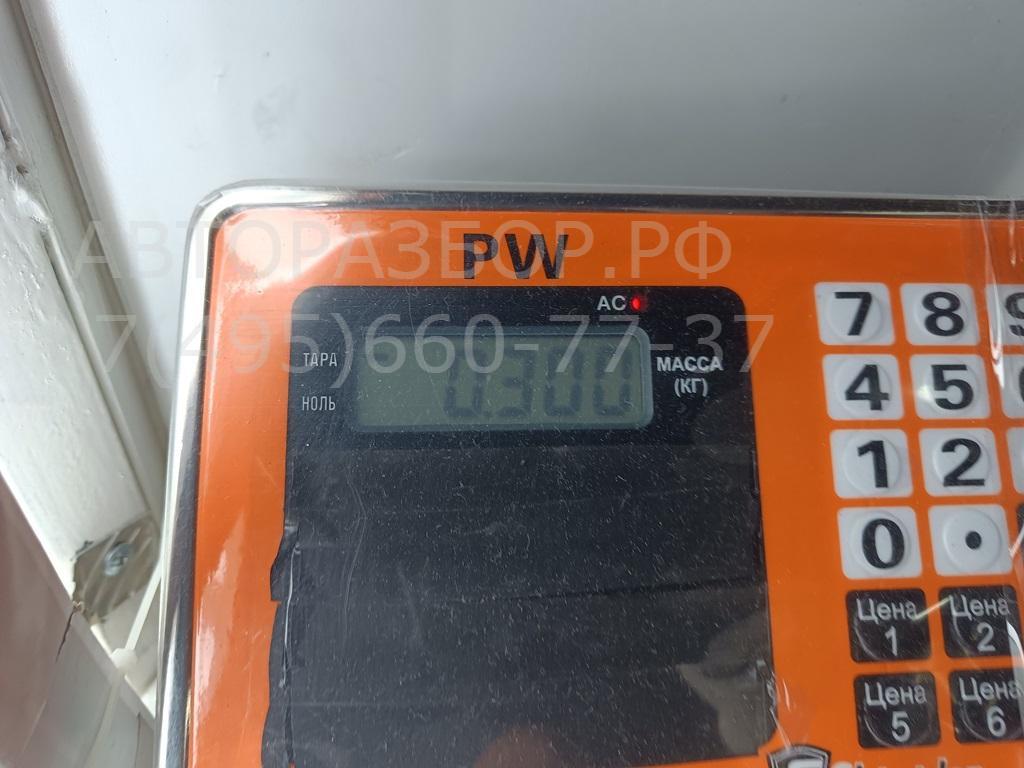 PW
АВТОРАЗБОР.РФ
AC
7(495)660-77-37
ТАРА
0.300
МАССА
(КГ)
НОЛЬ
7 8 9
4 5
1 2
0 .
Цена 1
Цена 2
Цена 5
Цена 6